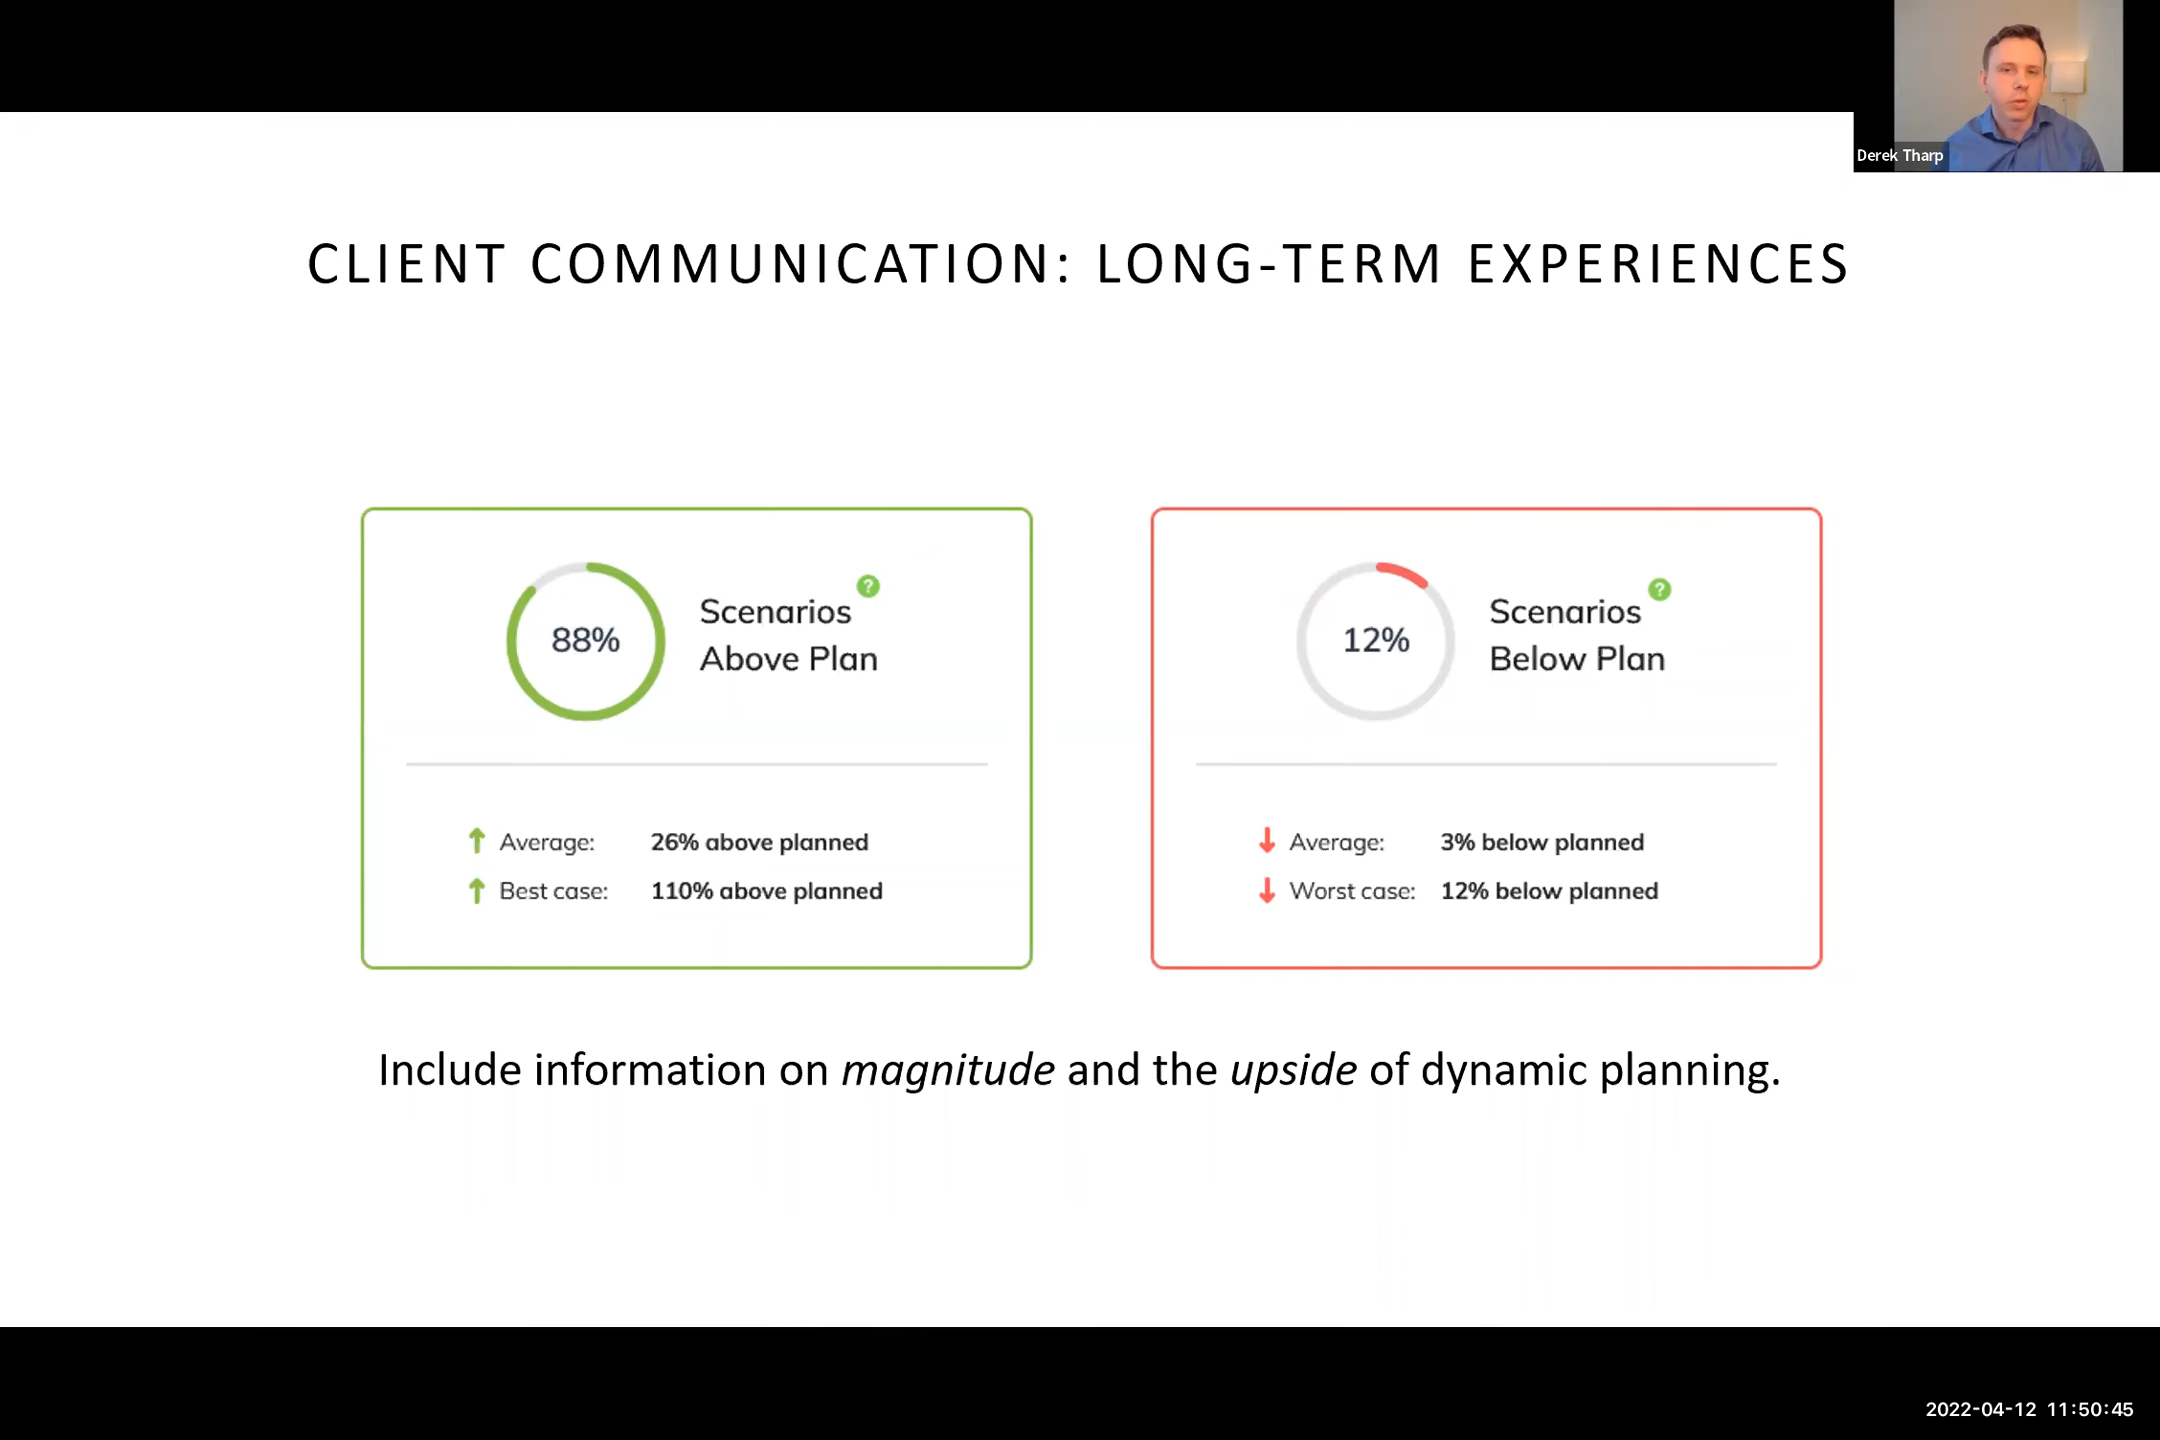 Derek Tharp
CLIENT COMMUNICATION: LONG-TERM EXPERIENCES
88%
Scenarios
Above Plan
?
Average: 26% above planned
Best case: 110% above planned
12%
Scenarios
Below Plan
?
Average: 3% below planned
Worst case: 12% below planned
Include information on magnitude and the upside of dynamic planning.
2022-04-12 11:50:45